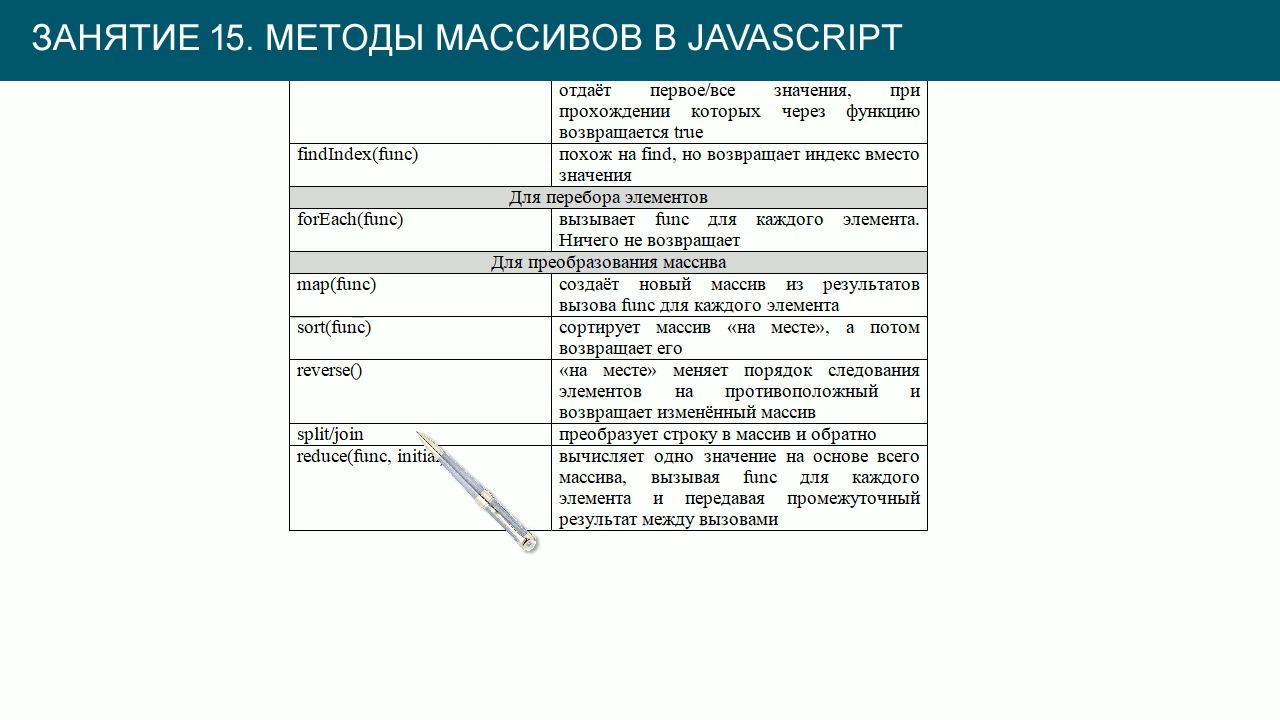 ЗАНЯТИЕ 15. МЕТОДЫ МАССИВОВ В JAVASCRIPT
отдаёт первое/все значения, при
прохождении которых через функцию
возвращается true
findIndex(func)
похож на find, но возвращает индекс вместо
значения
Для перебора элементов
forEach(func)
вызывает func для каждого элемента.
Ничего не возвращает
Для преобразования массива
map(func)
создаёт новый массив из результатов
вызова func для каждого элемента
sort(func)
сортирует массив «на месте», а потом
возвращает его
reverse()
«на месте» меняет порядок следования
элементов на противоположный и
возвращает изменённый массив
split/join
преобразует строку в массив и обратно
reduce(func,
вычисляет одно значение на основе всего
массива, вызывая func для каждого
элемента и передавая промежуточный
результат между вызовами